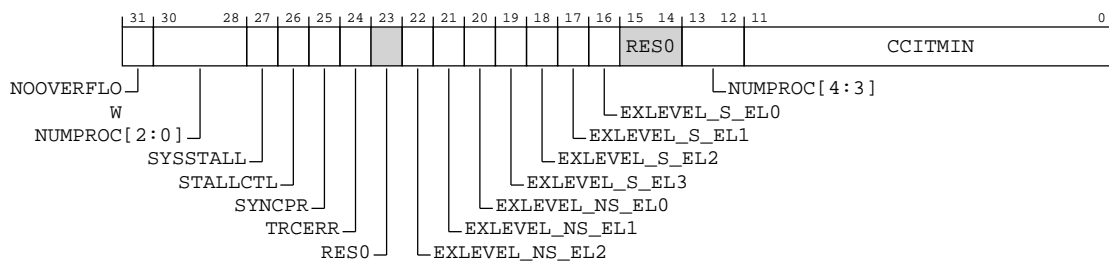 31 30 28 27 26 25 24 23 22 21 20 19 18 17 16 15 14 13 12 11 0
RES0 CCITMIN
NOOVERFLO NUMPROC[4:3]
W EXLEVEL_S_EL0
NUMPROC[2:0] EXLEVEL_S_EL1
SYSSTALL EXLEVEL_S_EL2
STALLCTL EXLEVEL_S_EL3
SYNCPR EXLEVEL_NS_EL0
TRCERR EXLEVEL_NS_EL1
RES0 EXLEVEL_NS_EL2